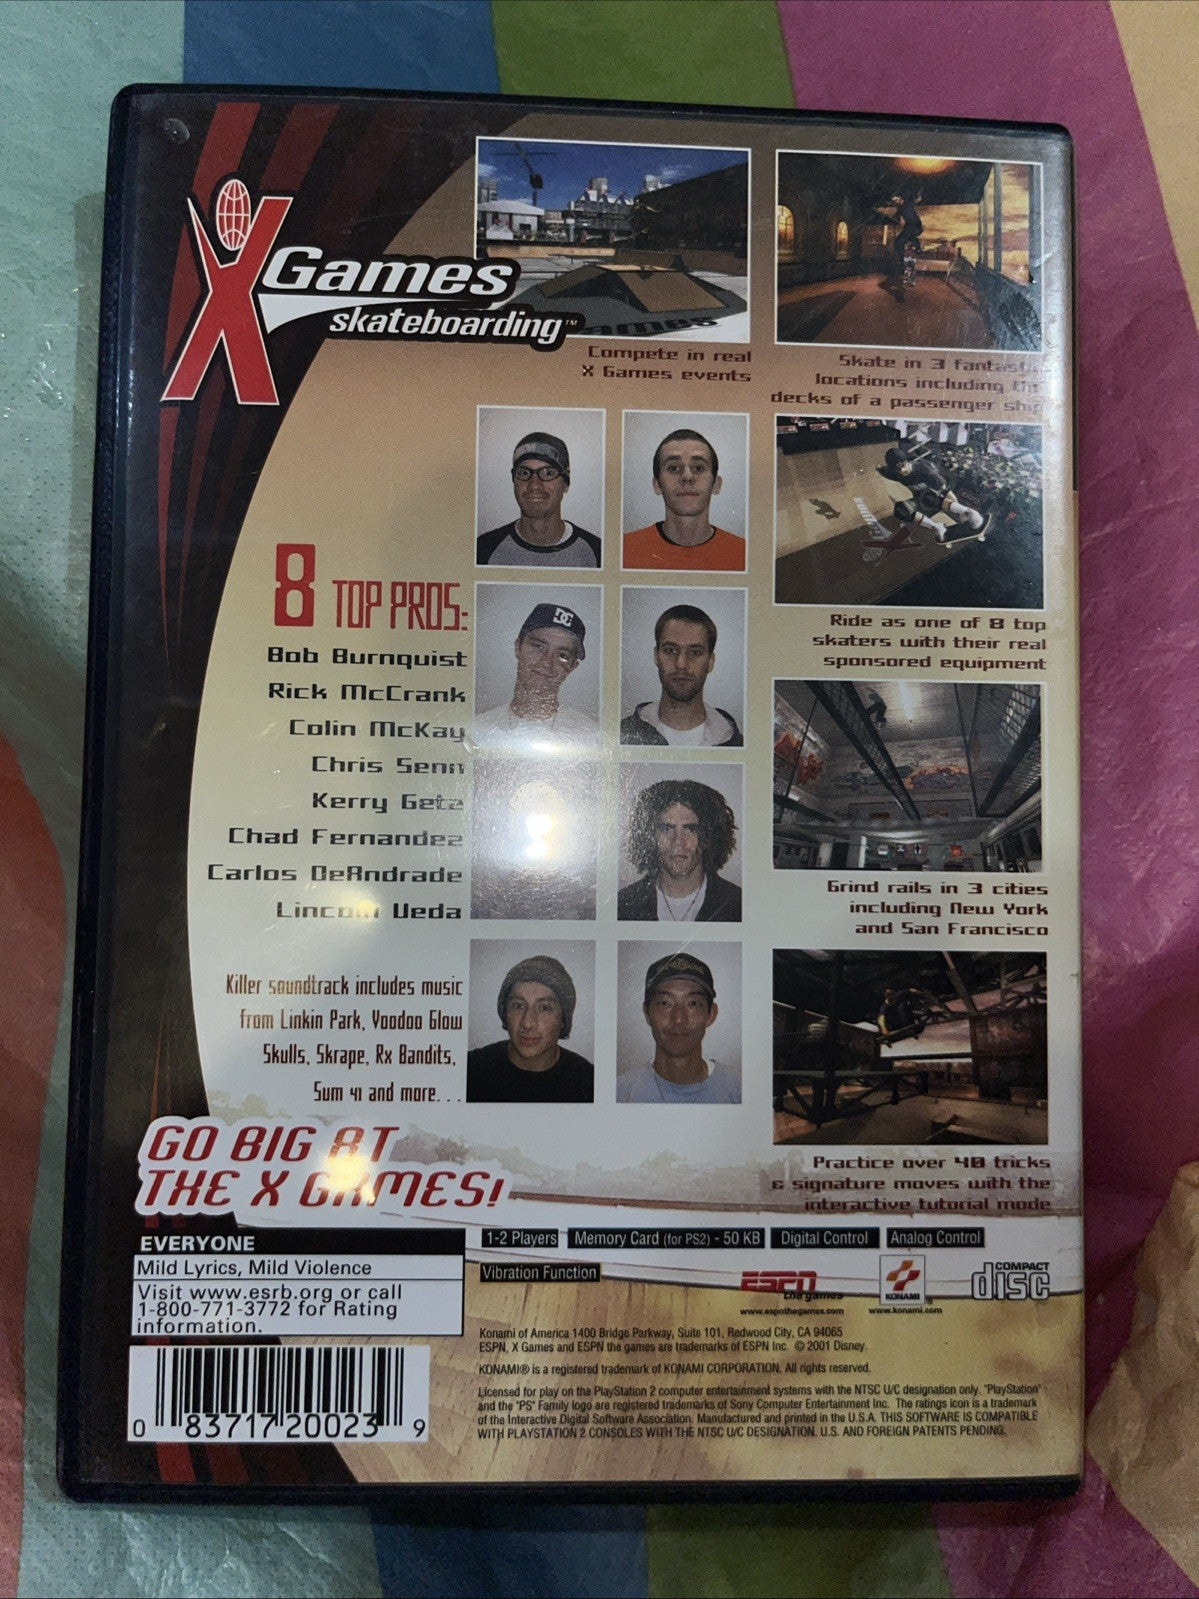 X Games
skateboarding™
Compete in real
X Games events
Skate in 3 fantastic
locations including the
decks of a passenger ship
8 TOP PROS:
Bob Burnquist
Rick McCrank
Colin McKay
Chris Senn
Kerry Getz
Chad Fernandez
Carlos DeAndrade
Lincoln Ueda
DC
Ride as one of 8 top
skaters with their real
sponsored equipment
Grind rails in 3 cities
including New York
and San Francisco
Killer soundtrack includes music
from Linkin Park, Voodoo Glow
Skulls, Skrape, Rx Bandits,
Sum 41 and more. . .
GO BIG AT
THE X GAMES!
Practice over 40 tricks
& signature moves with the
interactive tutorial mode
EVERYONE
Mild Lyrics, Mild Violence
Visit www.esrb.org or call
1-800-771-3772 for Rating
information.
1-2 Players
Memory Card (for PS2) - 50 KB
Digital Control
Analog Control
Vibration Function
ESPN
the games
www.espnthegames.com
KONAMI
www.konami.com
COMPACT
disc
Konami of America 1400 Bridge Parkway, Suite 101, Redwood City, CA 94065
ESPN, X Games and ESPN the games are trademarks of ESPN Inc. © 2001 Disney.
KONAMI® is a registered trademark of KONAMI CORPORATION. All rights reserved.
Licensed for play on the PlayStation 2 computer entertainment systems with the NTSC U/C designation only. "PlayStation"
and the "PS" Family logo are registered trademarks of Sony Computer Entertainment Inc. The ratings icon is a trademark
of the Interactive Digital Software Association. Manufactured and printed in the U.S.A. THIS SOFTWARE IS COMPATIBLE
WITH PLAYSTATION 2 CONSOLES WITH THE NTSC U/C DESIGNATION. U.S. AND FOREIGN PATENTS PENDING.
0 83717 20023 9